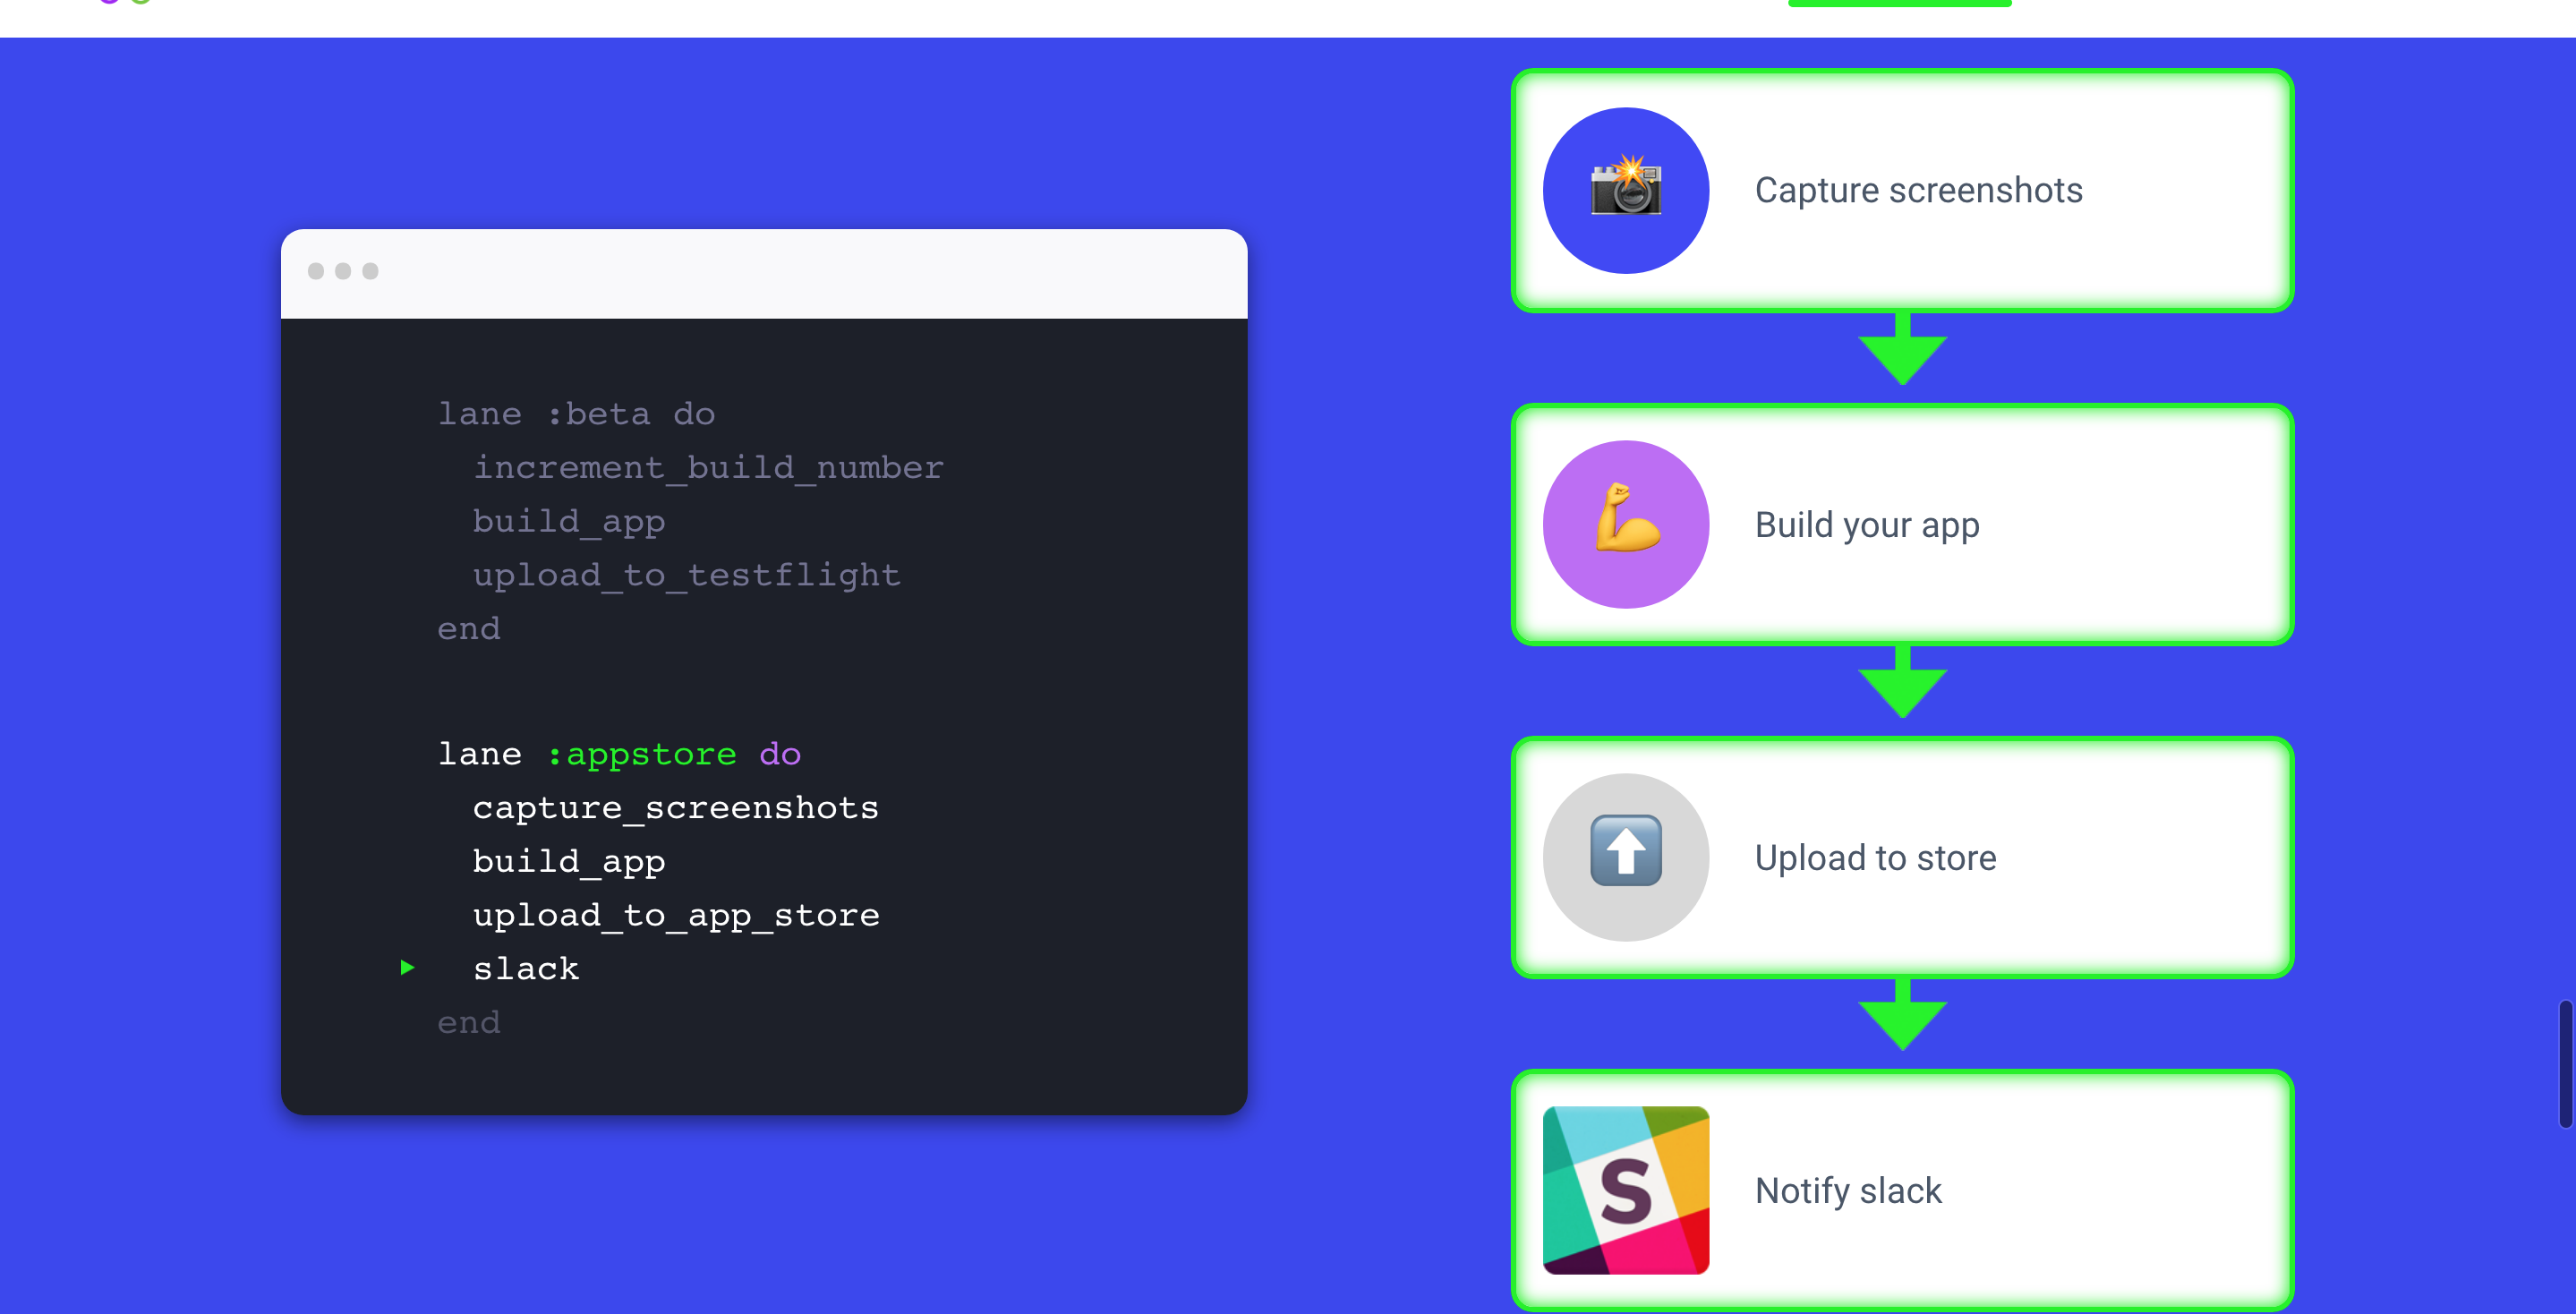 lane :beta do
increment_build_number
build_app
upload_to_testflight
end
lane :appstore do
capture_screenshots
build_app
upload_to_app_store
slack
end
Capture screenshots
Build your app
Upload to store
S
Notify slack